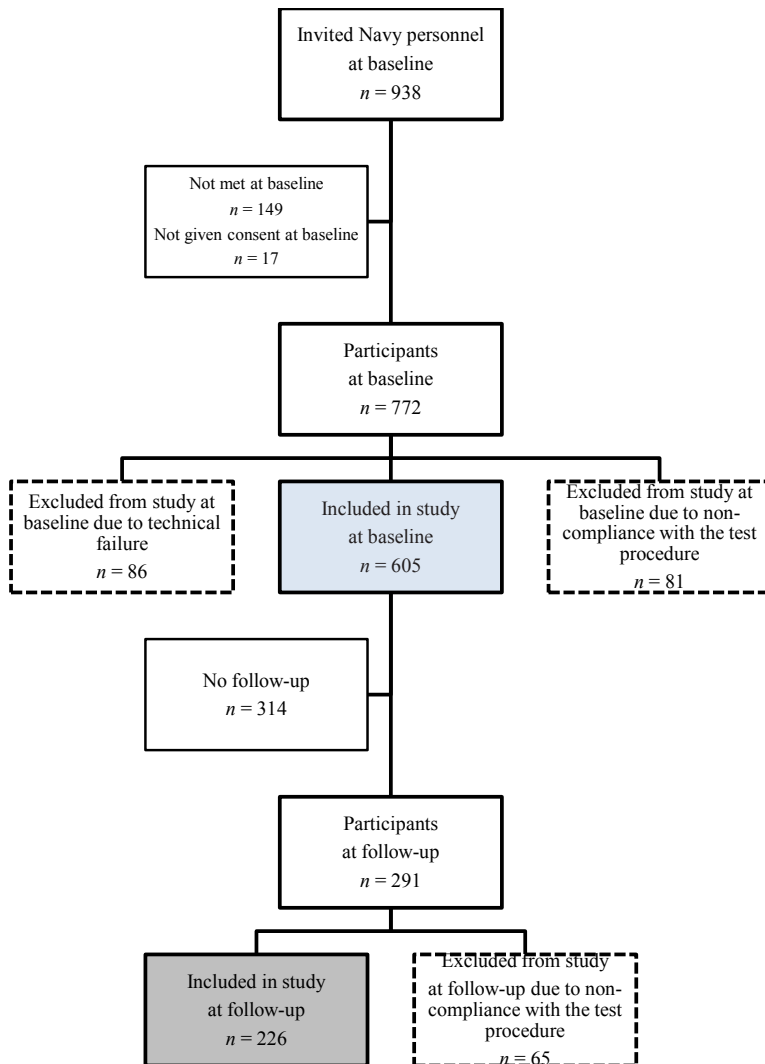 Invited Navy personnel
at baseline
n = 938
Not met at baseline
n = 149
Not given consent at baseline
n = 17
Participants
at baseline
n = 772
Excluded from study at
baseline due to technical
failure
n = 86
Included in study
at baseline
n = 605
Excluded from study at
baseline due to non-
compliance with the test
procedure
n = 81
No follow-up
n = 314
Participants
at follow-up
n = 291
Included in study
at follow-up
n = 226
Excluded from study
at follow-up due to non-
compliance with the test
procedure
n = 65